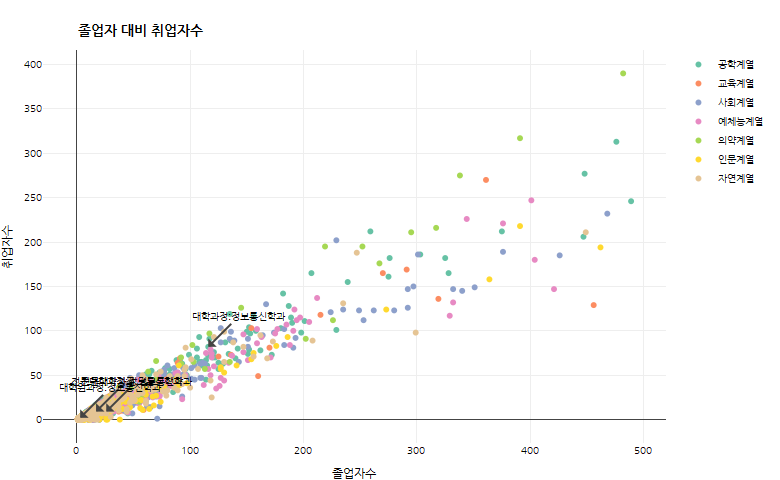 졸업자 대비 취업자수
취업자수
400
350
300
250
200
150
100
50
0
0
100
200
300
400
500
졸업자수
공학계열
교육계열
사회계열
예체능계열
의약계열
인문계열
자연계열
대학과정:정보통신학과